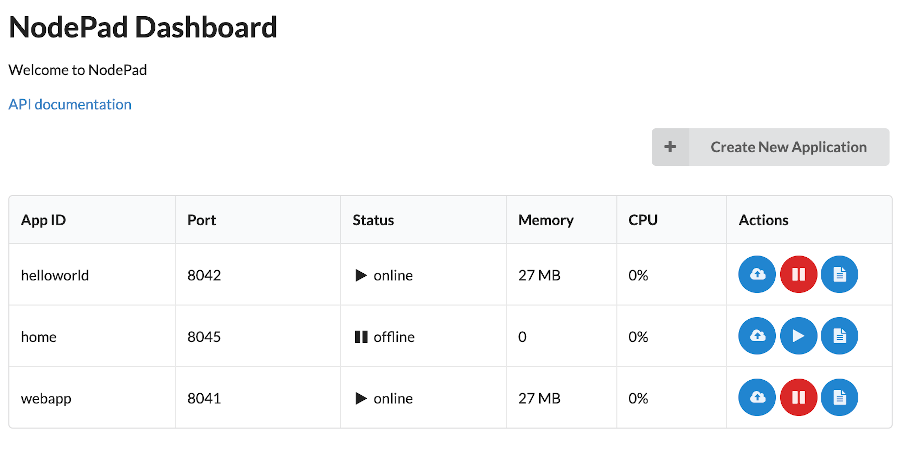 NodePad Dashboard
Welcome to NodePad
API documentation
Create New Application
App ID Port Status Memory CPU Actions
helloworld 8042 online 27 MB 0%
home 8045 offline 0 0%
webapp 8041 online 27 MB 0%